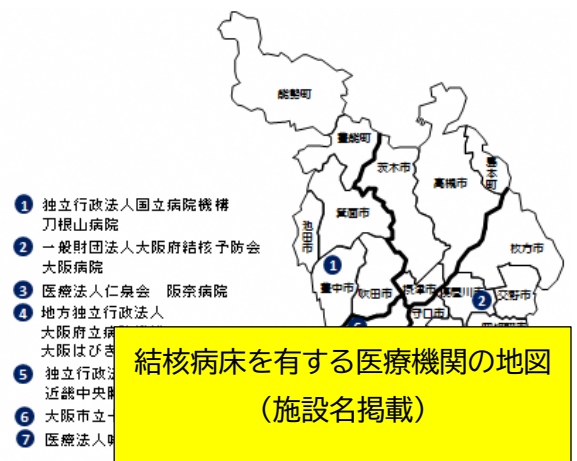 能勢町
豊能町
茨木市
高槻市
島本町
箕面市
池田市
枚方市
① 独立行政法人国立病院機構
刀根山病院
② 一般財団法人大阪府結核予防会
大阪病院
③ 医療法人仁泉会 阪奈病院
④ 地方独立行政法人
大阪府立病
大阪はびき
⑤ 独立行政法
近畿中央
⑥ 大阪市立十
⑦ 医療法人
①
豊中市
吹田市
摂津市
寝屋川市
②
交野市
守口市
結核病床を有する医療機関の地図
（施設名掲載）